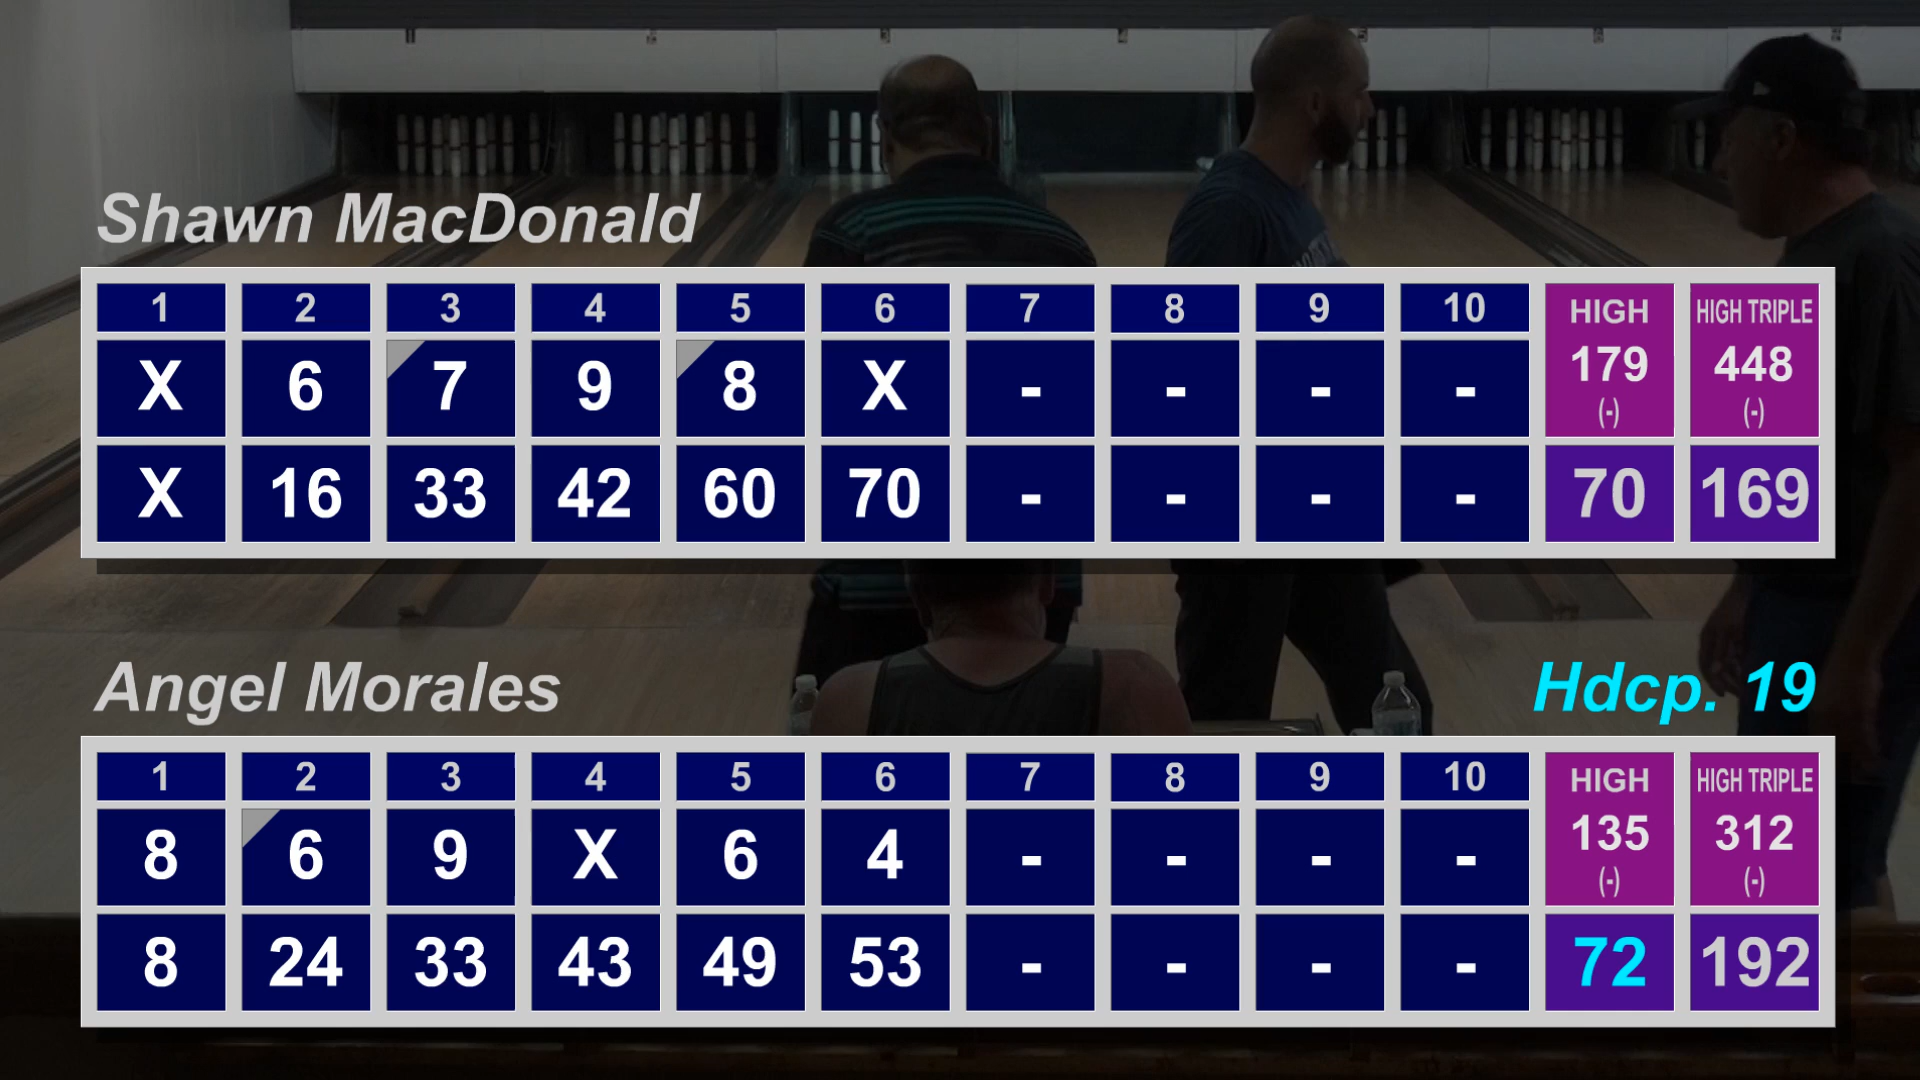 Shawn MacDonald
1 2 3 4 5 6 7 8 9 10 HIGH HIGH TRIPLE
X 6 7 9 8 X - - - - 179 448
(-) (-)
X 16 33 42 60 70 - - - - 70 169
Angel Morales Hdcp. 19
1 2 3 4 5 6 7 8 9 10 HIGH HIGH TRIPLE
8 6 9 X 6 4 - - - - 135 312
(-) (-)
8 24 33 43 49 53 - - - - 72 192